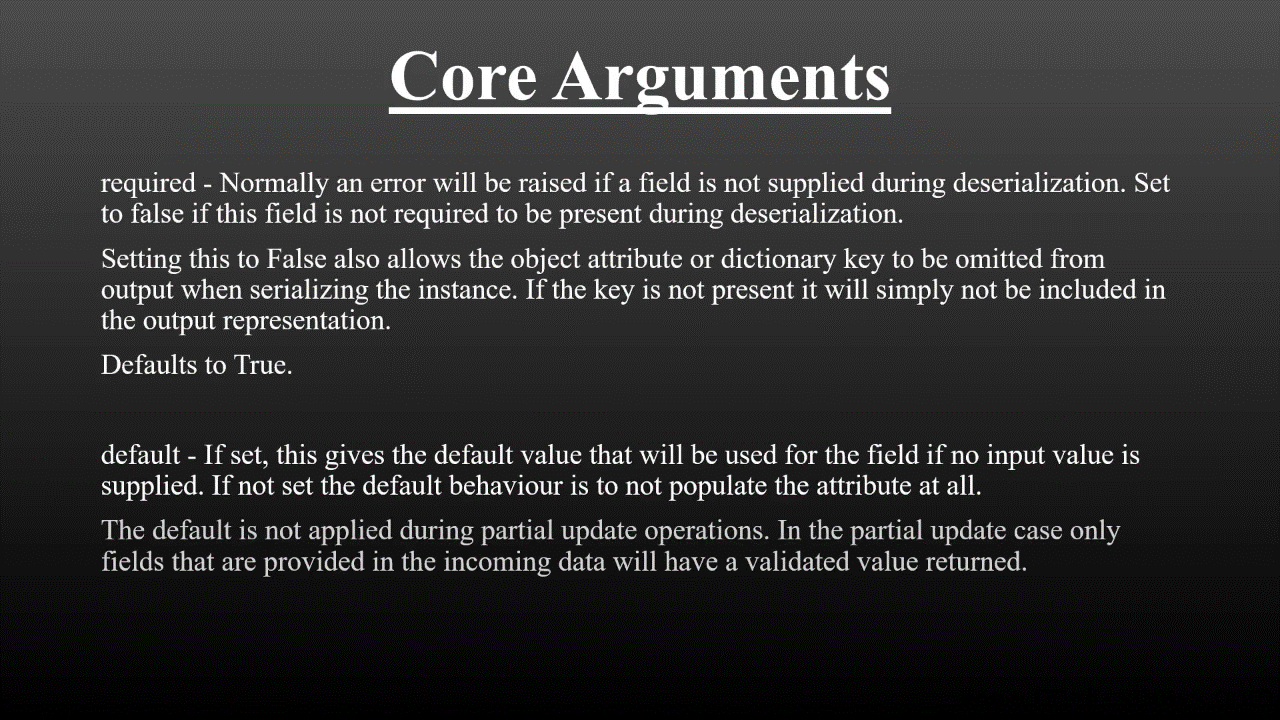 Core Arguments
required - Normally an error will be raised if a field is not supplied during deserialization. Set
to false if this field is not required to be present during deserialization.
Setting this to False also allows the object attribute or dictionary key to be omitted from
output when serializing the instance. If the key is not present it will simply not be included in
the output representation.
Defaults to True.
default - If set, this gives the default value that will be used for the field if no input value is
supplied. If not set the default behaviour is to not populate the attribute at all.
The default is not applied during partial update operations. In the partial update case only
fields that are provided in the incoming data will have a validated value returned.